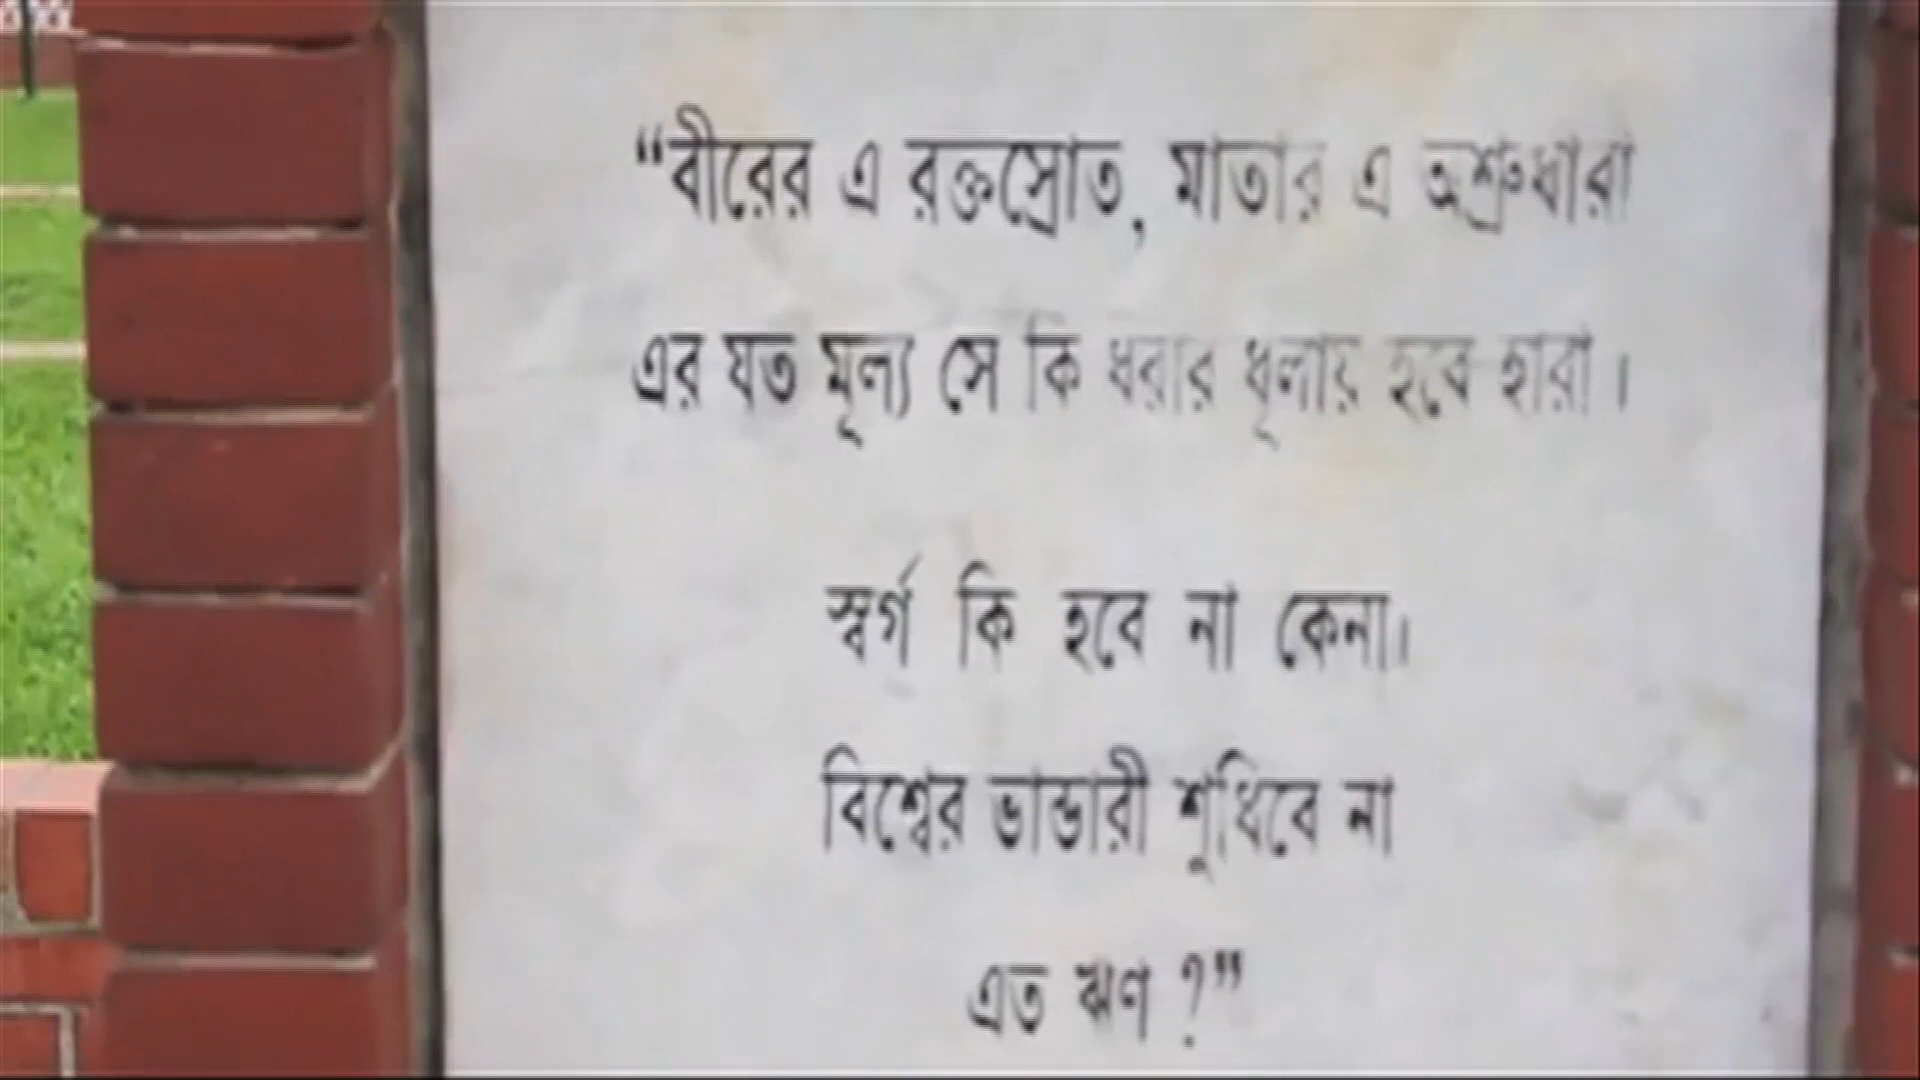 “বীরের এ রক্তস্রোত, মাতার এ অশ্রুধারা
এর যত মূল্য সে কি ধরার ধূলায় হবে হারা।
স্বর্গ কি হবে না কেনা।
বিশ্বের ভান্ডারী শুধিবে না
এত ঋণ ?”